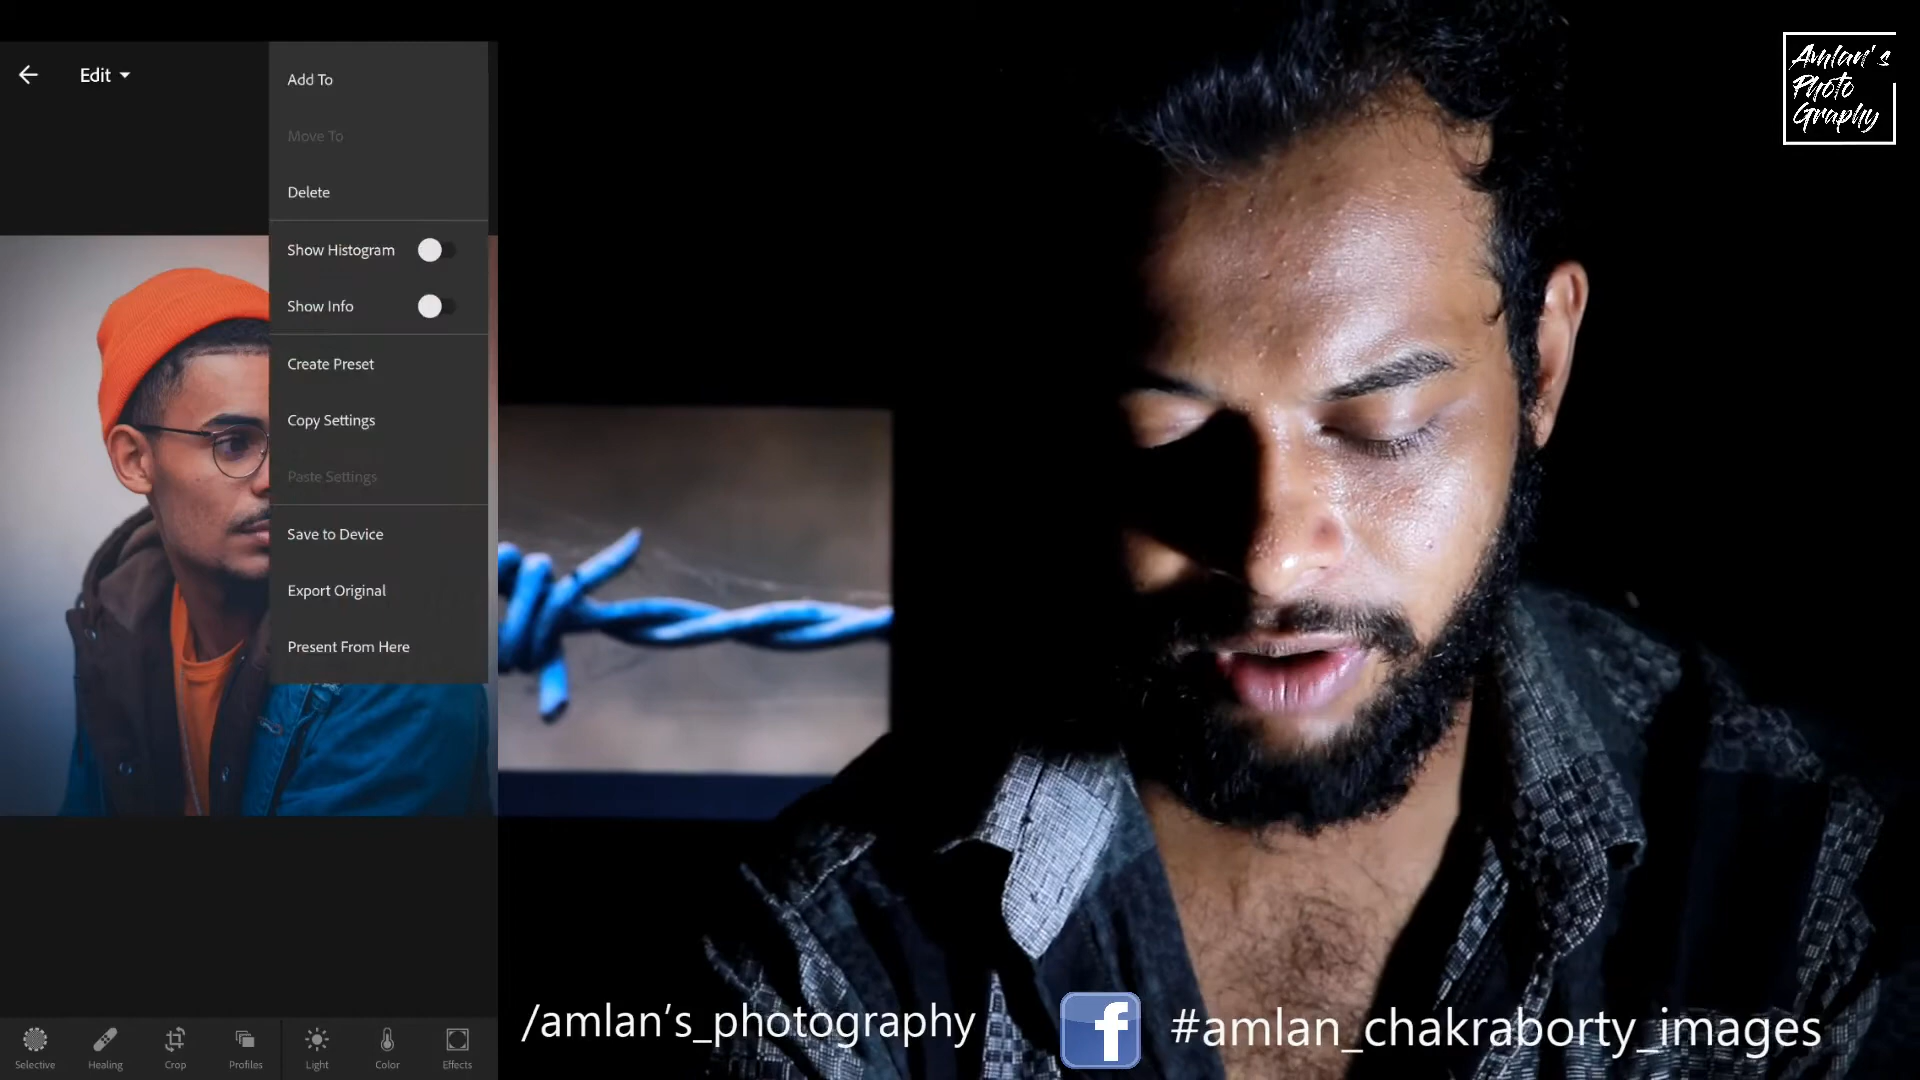 Edit
Add To
Move To
Delete
Show Histogram
Show Info
Create Preset
Copy Settings
Paste Settings
Save to Device
Export Original
Present From Here
Selective
Healing
Crop
Profiles
Light
Color
Effects
Amlan's
Photo
Graphy
/amlan’s_photography
f
#amlan_chakraborty_images